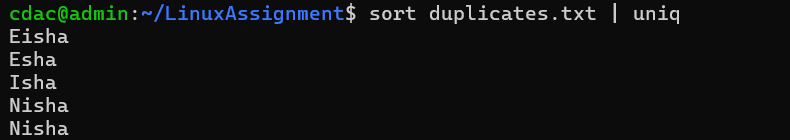 cdac@admin:~/LinuxAssignment$ sort duplicates.txt | uniq
Eisha
Esha
Isha
Nisha
Nisha